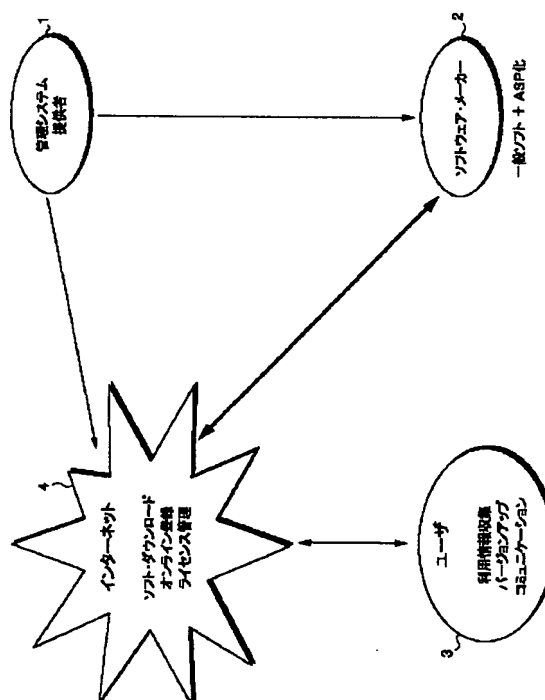 1
管理システム
提供者
4
インターネット
ソフト・ダウンロード
オンライン登録
ライセンス管理
2
ソフトウェア・メーカー
一般ソフト + ASP化
3
ユーザ
利用情報収集
バージョンアップ
コミュニケーション